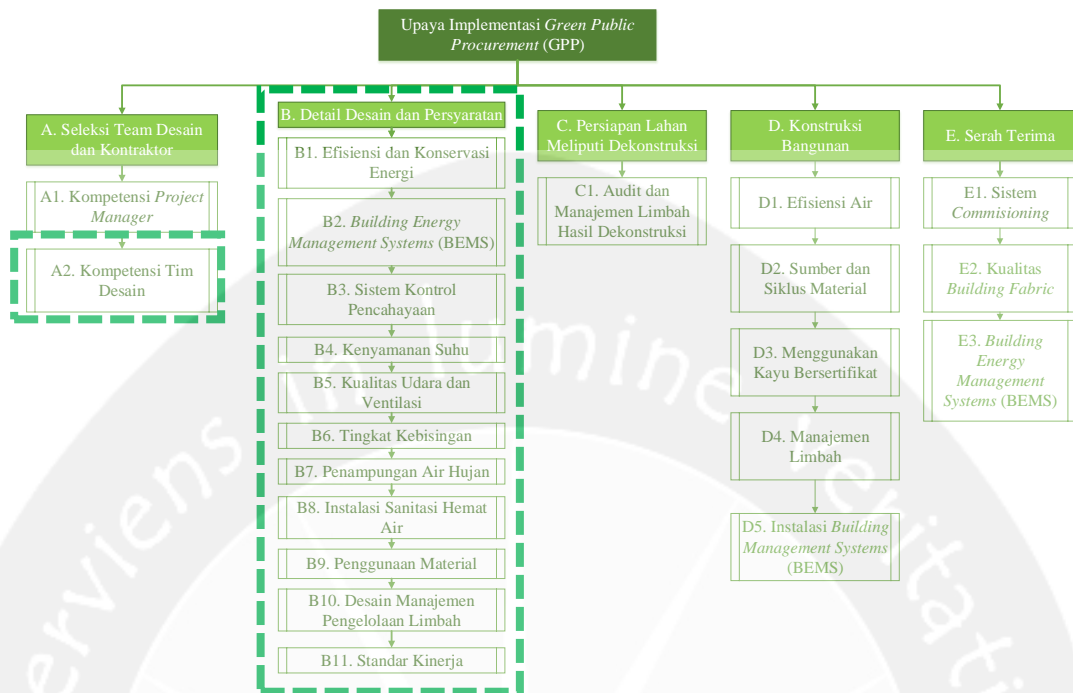 Upaya Implementasi Green Public
Procurement (GPP)
A. Seleksi Team Desain
dan Kontraktor
A1. Kompetensi Project
Manager
A2. Kompetensi Tim
Desain
B. Detail Desain dan Persyaratan
B1. Efisiensi dan Konservasi
Energi
B2. Building Energy
Management Systems (BEMS)
B3. Sistem Kontrol
Pencahayaan
B4. Kenyamanan Suhu
B5. Kualitas Udara dan
Ventilasi
B6. Tingkat Kebisingan
B7. Penampungan Air Hujan
B8. Instalasi Sanitasi Hemat
Air
B9. Penggunaan Material
B10. Desain Manajemen
Pengelolaan Limbah
B11. Standar Kinerja
C. Persiapan Lahan
Meliputi Dekonstruksi
C1. Audit dan
Manajemen Limbah
Hasil Dekonstruksi
D. Konstruksi
Bangunan
D1. Efisiensi Air
D2. Sumber dan
Siklus Material
D3. Menggunakan
Kayu Bersertifikat
D4. Manajemen
Limbah
D5. Instalasi Building
Management Systems
(BEMS)
E. Serah Terima
E1. Sistem
Commisioning
E2. Kualitas
Building Fabric
E3. Building
Energy
Management
Systems (BEMS)
serviens in lumine veritati